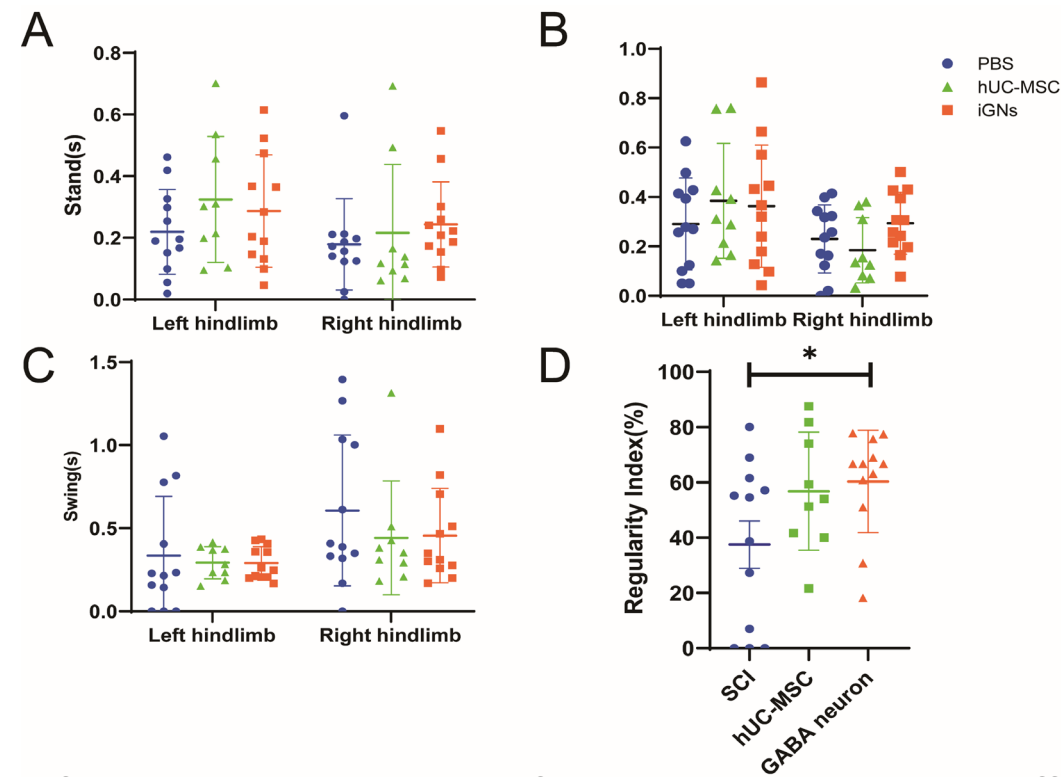 A
Stand(s)
0.8
0.6
0.4
0.2
0.0
Left hindlimb
Right hindlimb
B
1.0
0.8
0.6
0.4
0.2
0.0
Left hindlimb
Right hindlimb
PBS
hUC-MSC
iGNs
C
Swing(s)
1.5
1.0
0.5
0.0
Left hindlimb
Right hindlimb
D
*
Regularity Index(%)
100
80
60
40
20
0
SCI
hUC-MSC
GABA neuron